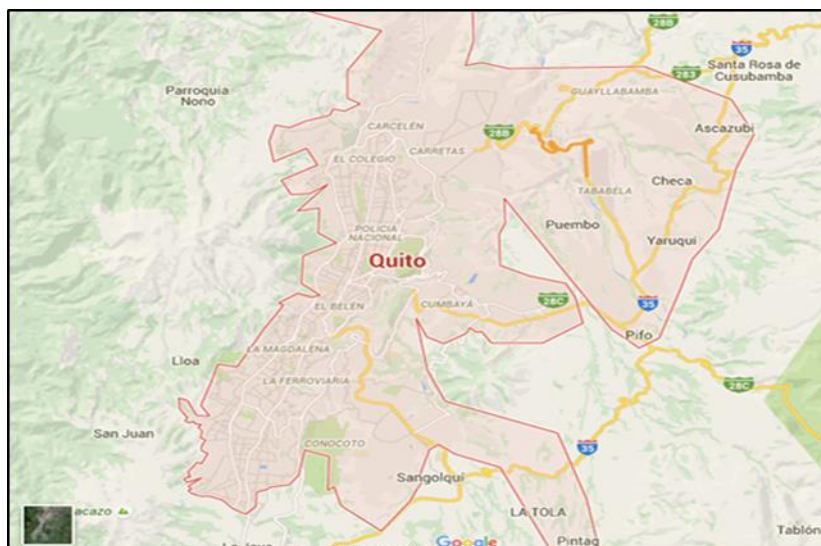 28B
35
Santa Rosa de
Cusubamba
283
Parroquia
Nono
GUAYLLABAMBA
CARCELÉN
28B
Ascazubi
EL COLEGIO
CARRETAS
Checa
TABABELA
Puembo
POLICIA
NACIONAL
Yaruquí
Quito
CUMBAYÁ
28C
35
EL BELÉN
Pifo
LA MAGDALENA
Lloa
LA FERROVIARIA
28C
San Juan
CONOCOTO
35
Sangolquí
LA TOLA
acazo
Tablón
Google
Pintag